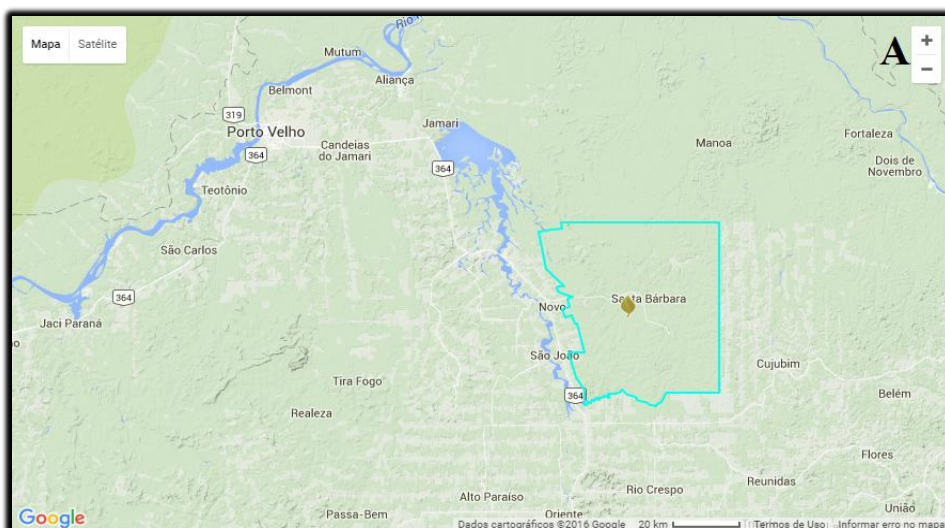 Mapa Satélite
A
+
−
Rio
Mutum
Aliança
Belmont
319
Porto Velho
Jamari
Candeias
do Jamari
364
364
Manoa
Fortaleza
Dois de
Novembro
Teotônio
São Carlos
364
Jaci Paraná
Santa Bárbara
Novo
São João
Cujubim
Tira Fogo
364
Belém
Realeza
Flores
Reunidas
Rio Crespo
Alto Paraíso
União
Passa-Bem
Oriente
Google
Dados cartográficos ©2016 Google 20 km Termos de Uso Informar erro no mapa